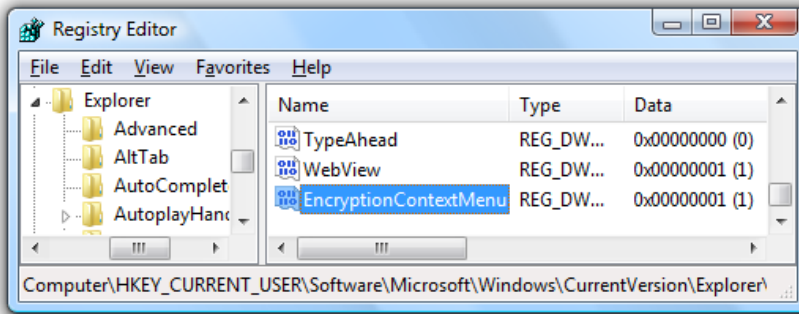 Registry Editor
File Edit View Favorites Help
Explorer
Advanced
AltTab
AutoComplet
AutoplayHand
Name Type Data
TypeAhead REG_DW... 0x00000000 (0)
WebView REG_DW... 0x00000001 (1)
EncryptionContextMenu REG_DW... 0x00000001 (1)
Computer\HKEY_CURRENT_USER\Software\Microsoft\Windows\CurrentVersion\Explorer\